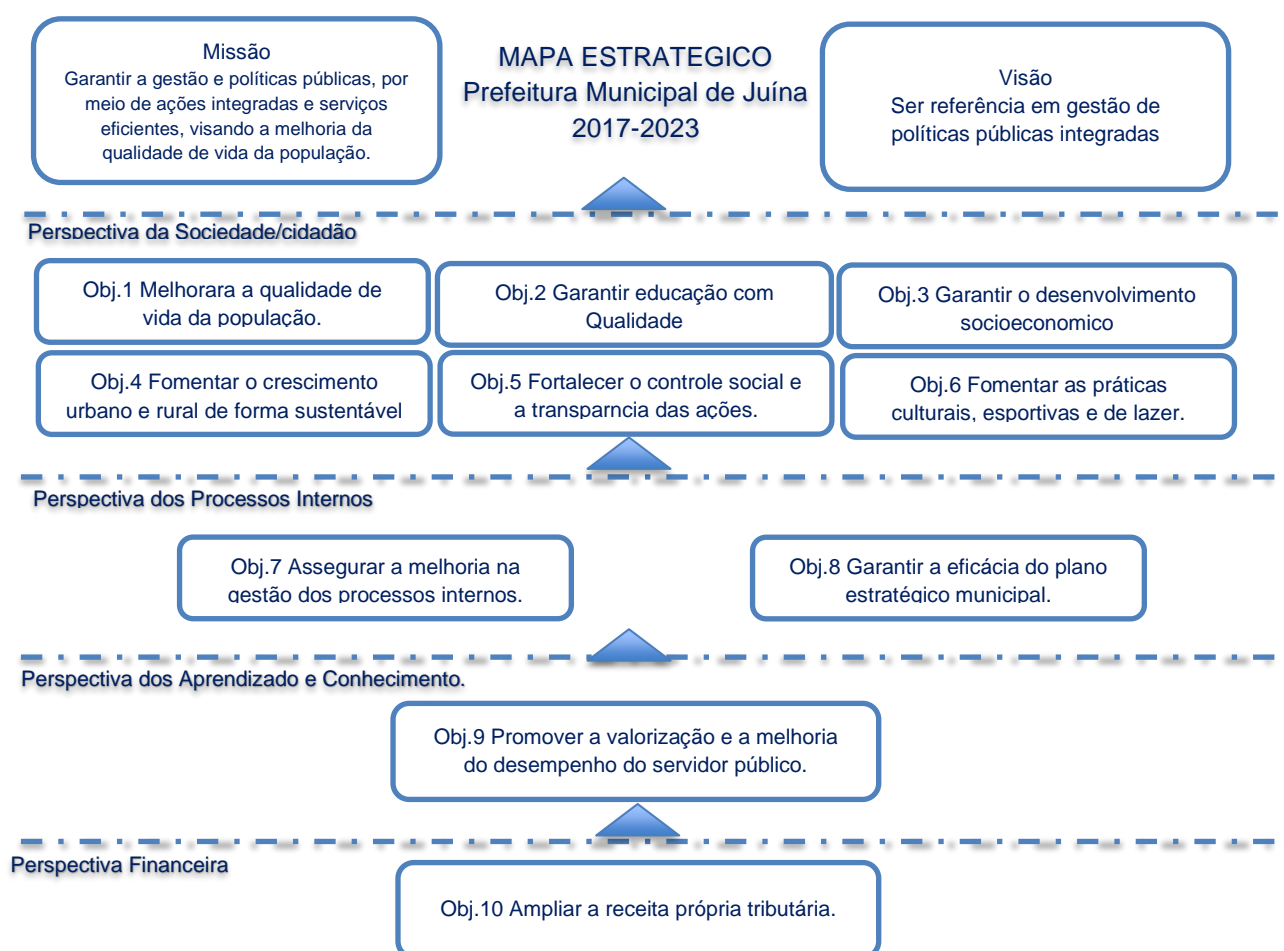 Missão
Garantir a gestão e políticas públicas, por
meio de ações integradas e serviços
eficientes, visando a melhoria da
qualidade de vida da população.
MAPA ESTRATEGICO
Prefeitura Municipal de Juína
2017-2023
Visão
Ser referência em gestão de
políticas públicas integradas
Perspectiva da Sociedade/cidadão
Obj.1 Melhorara a qualidade de
vida da população.
Obj.2 Garantir educação com
Qualidade
Obj.3 Garantir o desenvolvimento
socioeconomico
Obj.4 Fomentar o crescimento
urbano e rural de forma sustentável
Obj.5 Fortalecer o controle social e
a transparncia das ações.
Obj.6 Fomentar as práticas
culturais, esportivas e de lazer.
Perspectiva dos Processos Internos
Obj.7 Assegurar a melhoria na
gestão dos processos internos.
Obj.8 Garantir a eficácia do plano
estratégico municipal.
Perspectiva dos Aprendizado e Conhecimento.
Obj.9 Promover a valorização e a melhoria
do desempenho do servidor público.
Perspectiva Financeira
Obj.10 Ampliar a receita própria tributária.